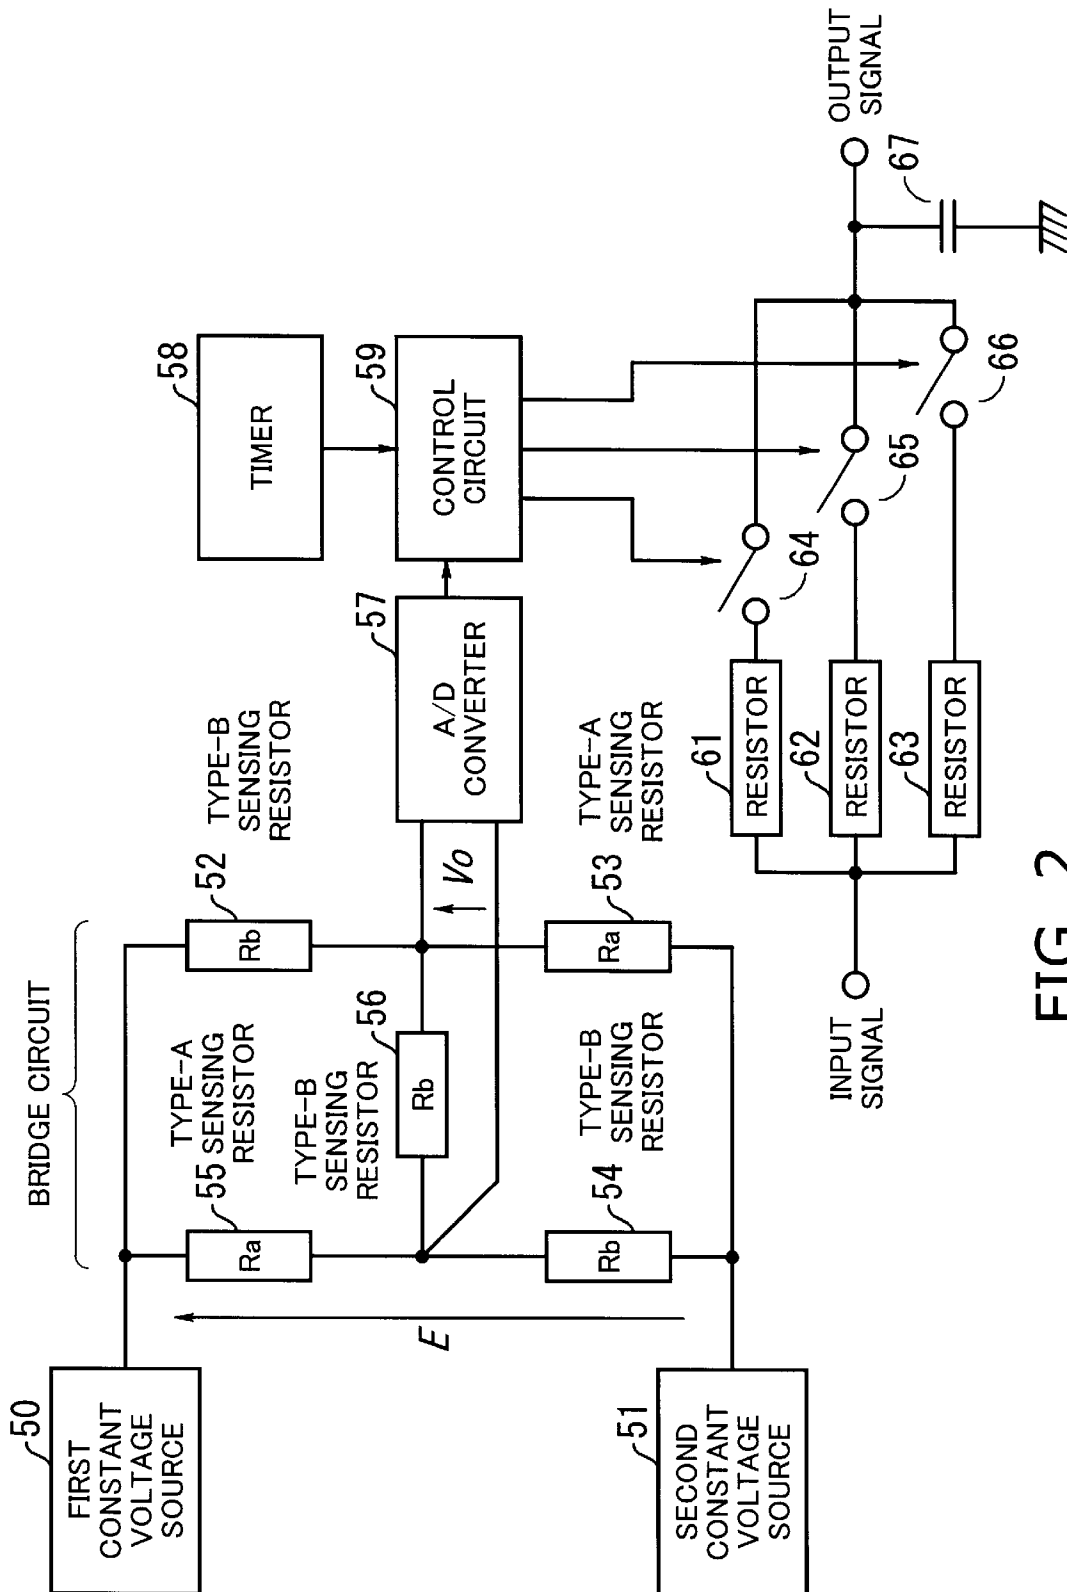 BRIDGE CIRCUIT
50
FIRST
CONSTANT
VOLTAGE
SOURCE
55
TYPE-A
SENSING
RESISTOR
Ra
52
TYPE-B
SENSING
RESISTOR
Rb
58
TIMER
E
TYPE-B
SENSING
RESISTOR
56
Rb
Vo
57
A/D
CONVERTER
59
CONTROL
CIRCUIT
51
SECOND
CONSTANT
VOLTAGE
SOURCE
54
TYPE-B
SENSING
RESISTOR
Rb
53
TYPE-A
SENSING
RESISTOR
Ra
INPUT
SIGNAL
61
RESISTOR
62
RESISTOR
63
RESISTOR
64
65
66
67
OUTPUT
SIGNAL
FIG. 2